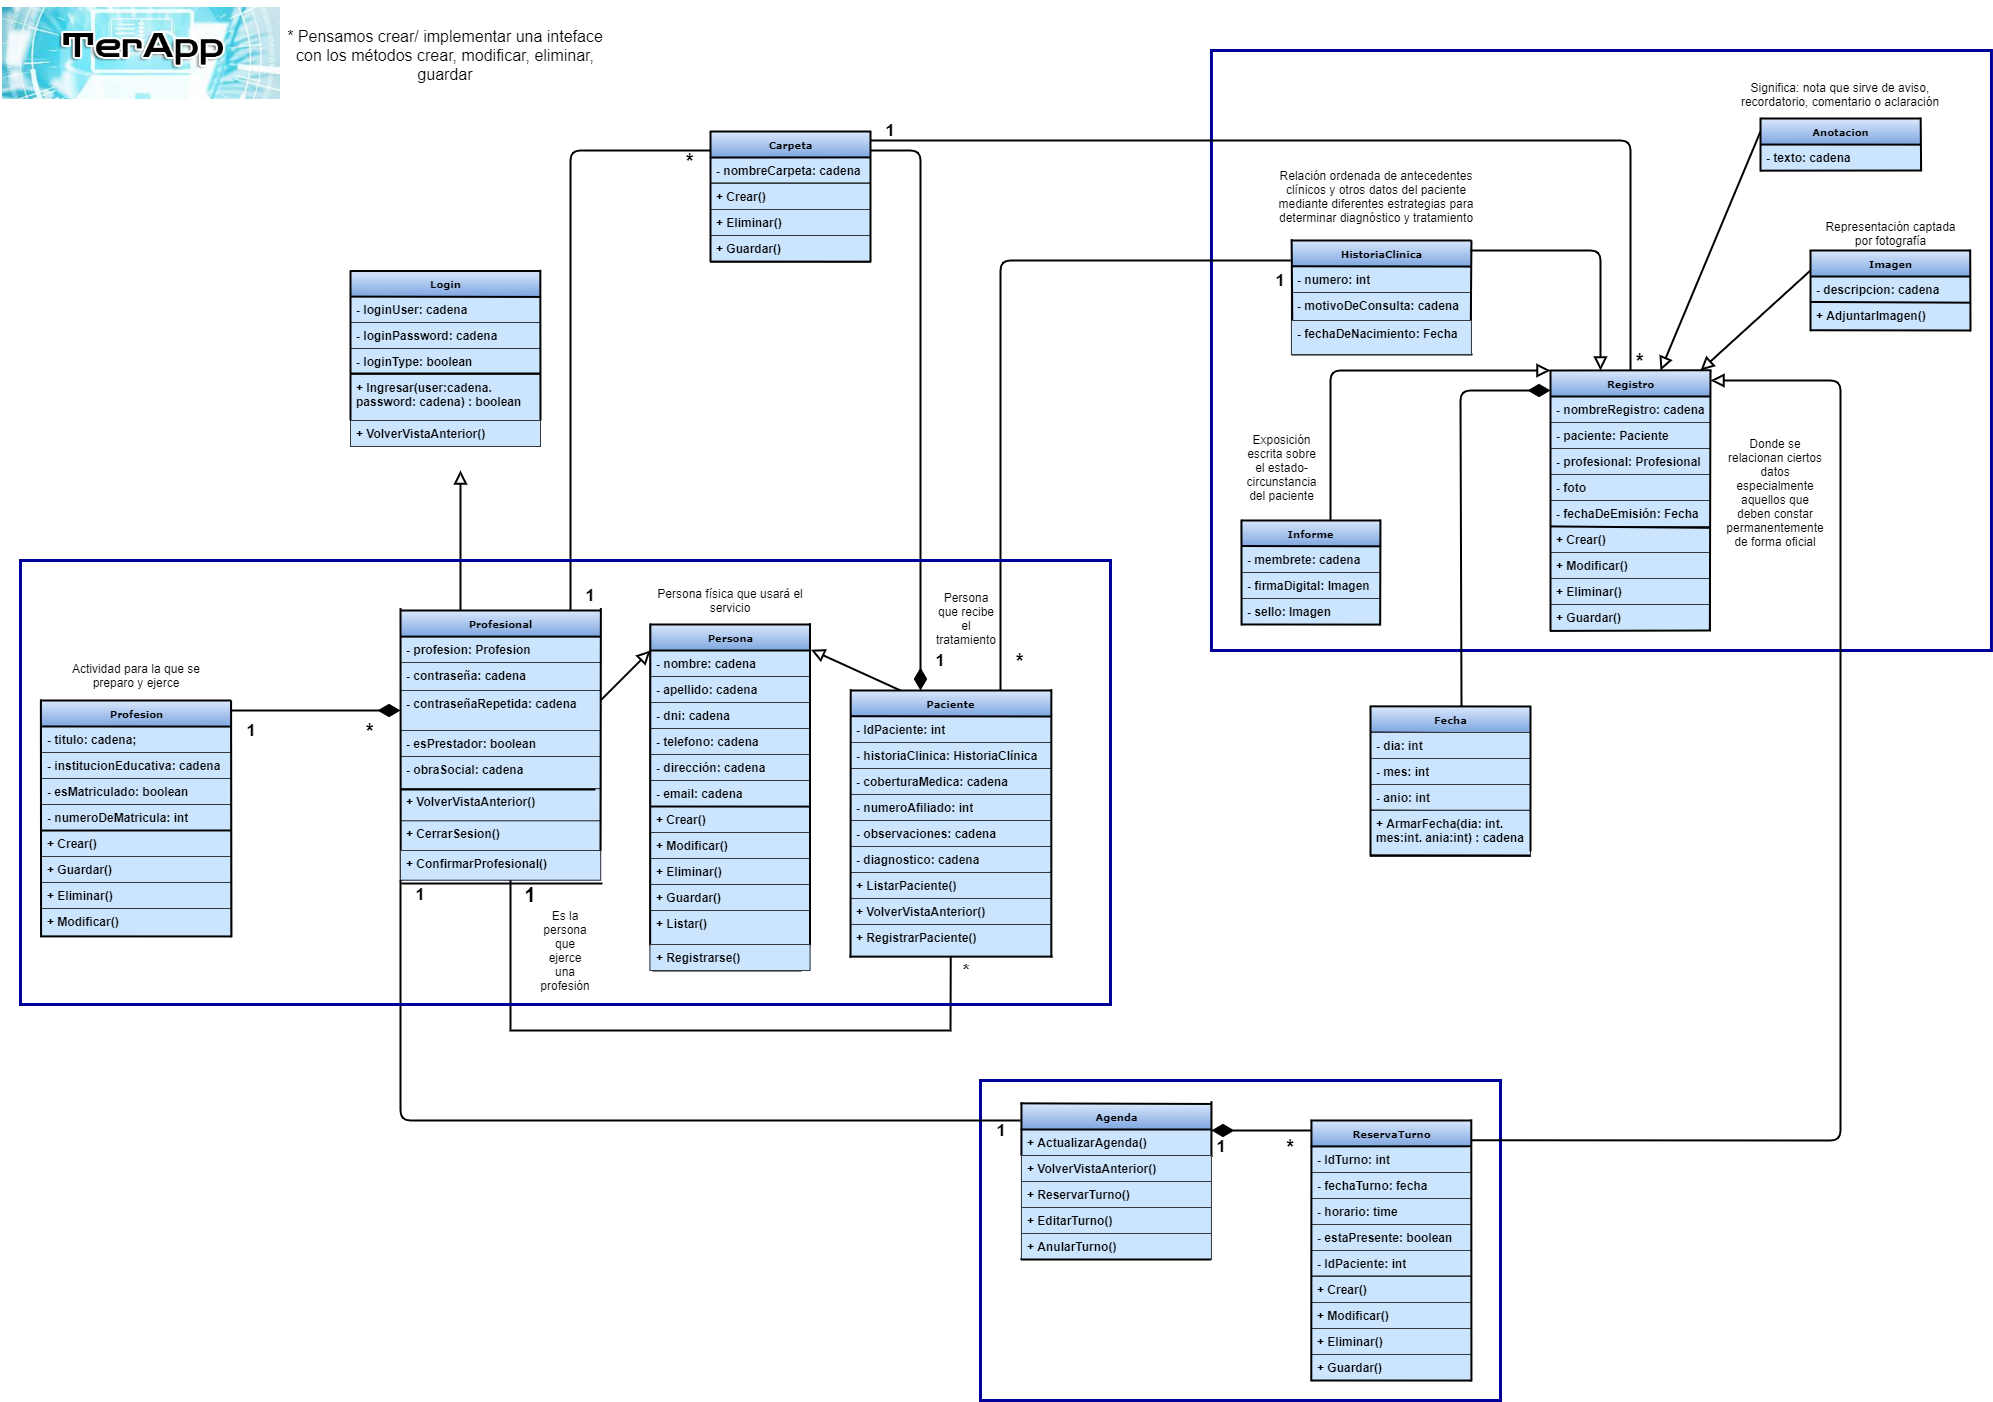 TerApp
* Pensamos crear/ implementar una inteface
con los métodos crear, modificar, eliminar,
guardar
Significa: nota que sirve de aviso,
recordatorio, comentario o aclaración
Anotacion
- texto: cadena
Carpeta
- nombreCarpeta: cadena
+ Crear()
+ Eliminar()
+ Guardar()
1
*
Relación ordenada de antecedentes
clínicos y otros datos del paciente
mediante diferentes estrategias para
determinar diagnóstico y tratamiento
HistoriaClinica
- numero: int
- motivoDeConsulta: cadena
- fechaDeNacimiento: Fecha
1
Representación captada
por fotografía
Imagen
- descripcion: cadena
+ AdjuntarImagen()
Login
- loginUser: cadena
- loginPassword: cadena
- loginType: boolean
+ Ingresar(user:cadena.
password: cadena) : boolean
+ VolverVistaAnterior()
*
Registro
- nombreRegistro: cadena
- paciente: Paciente
- profesional: Profesional
- foto
- fechaDeEmisión: Fecha
+ Crear()
+ Modificar()
+ Eliminar()
+ Guardar()
Donde se
relacionan ciertos
datos
especialmente
aquellos que
deben constar
permanentemente
de forma oficial
Exposición
escrita sobre
el estado-
circunstancia
del paciente
Informe
- membrete: cadena
- firmaDigital: Imagen
- sello: Imagen
Actividad para la que se
preparo y ejerce
Profesion
- titulo: cadena;
- institucionEducativa: cadena
- esMatriculado: boolean
- numeroDeMatricula: int
+ Crear()
+ Guardar()
+ Eliminar()
+ Modificar()
1
*
1
Profesional
- profesion: Profesion
- contraseña: cadena
- contraseñaRepetida: cadena
- esPrestador: boolean
- obraSocial: cadena
+ VolverVistaAnterior()
+ CerrarSesion()
+ ConfirmarProfesional()
1
1
Es la
persona
que
ejerce
una
profesión
Persona física que usará el
servicio
Persona
- nombre: cadena
- apellido: cadena
- dni: cadena
- telefono: cadena
- dirección: cadena
- email: cadena
+ Crear()
+ Modificar()
+ Eliminar()
+ Guardar()
+ Listar()
+ Registrarse()
Persona
que recibe
el
tratamiento
1
*
Paciente
- IdPaciente: int
- historiaClinica: HistoriaClínica
- coberturaMedica: cadena
- numeroAfiliado: int
- observaciones: cadena
- diagnostico: cadena
+ ListarPaciente()
+ VolverVistaAnterior()
+ RegistrarPaciente()
*
Fecha
- dia: int
- mes: int
- anio: int
+ ArmarFecha(dia: int.
mes:int. ania:int) : cadena
1
Agenda
+ ActualizarAgenda()
+ VolverVistaAnterior()
+ ReservarTurno()
+ EditarTurno()
+ AnularTurno()
1
*
ReservaTurno
- IdTurno: int
- fechaTurno: fecha
- horario: time
- estaPresente: boolean
- IdPaciente: int
+ Crear()
+ Modificar()
+ Eliminar()
+ Guardar()